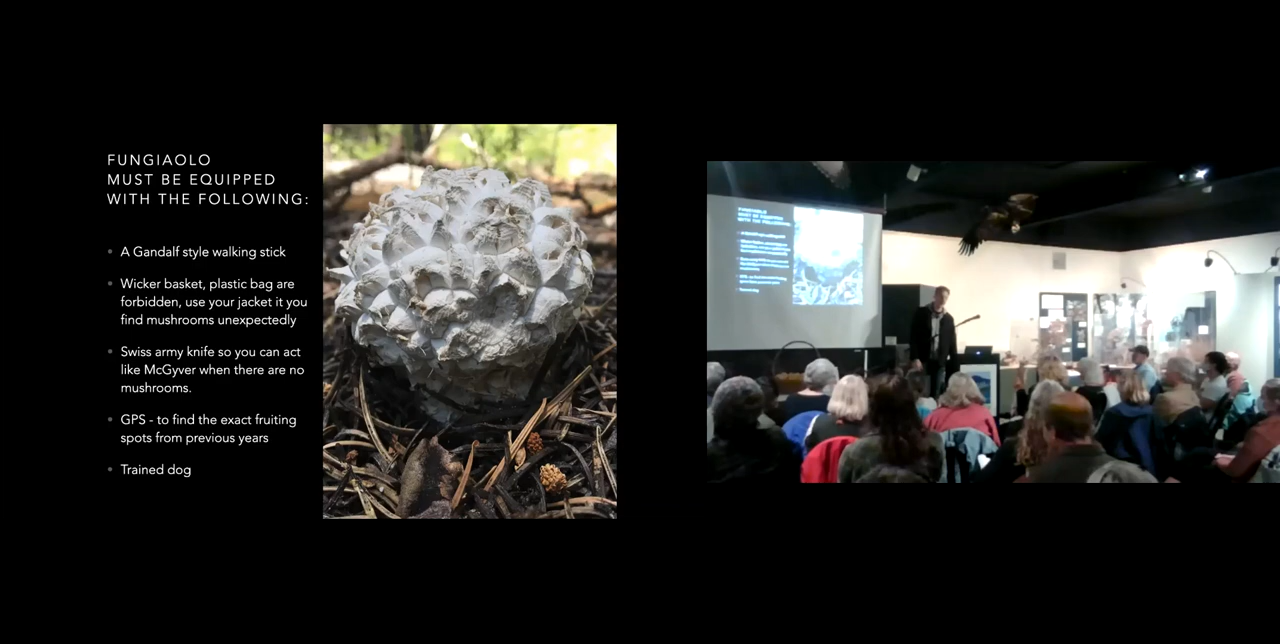 FUNGIAOLO
MUST BE EQUIPPED
WITH THE FOLLOWING:
• A Gandalf style walking stick
• Wicker basket, plastic bag are
forbidden, use your jacket it you
find mushrooms unexpectedly
• Swiss army knife so you can act
like McGyver when there are no
mushrooms.
• GPS - to find the exact fruiting
spots from previous years
• Trained dog